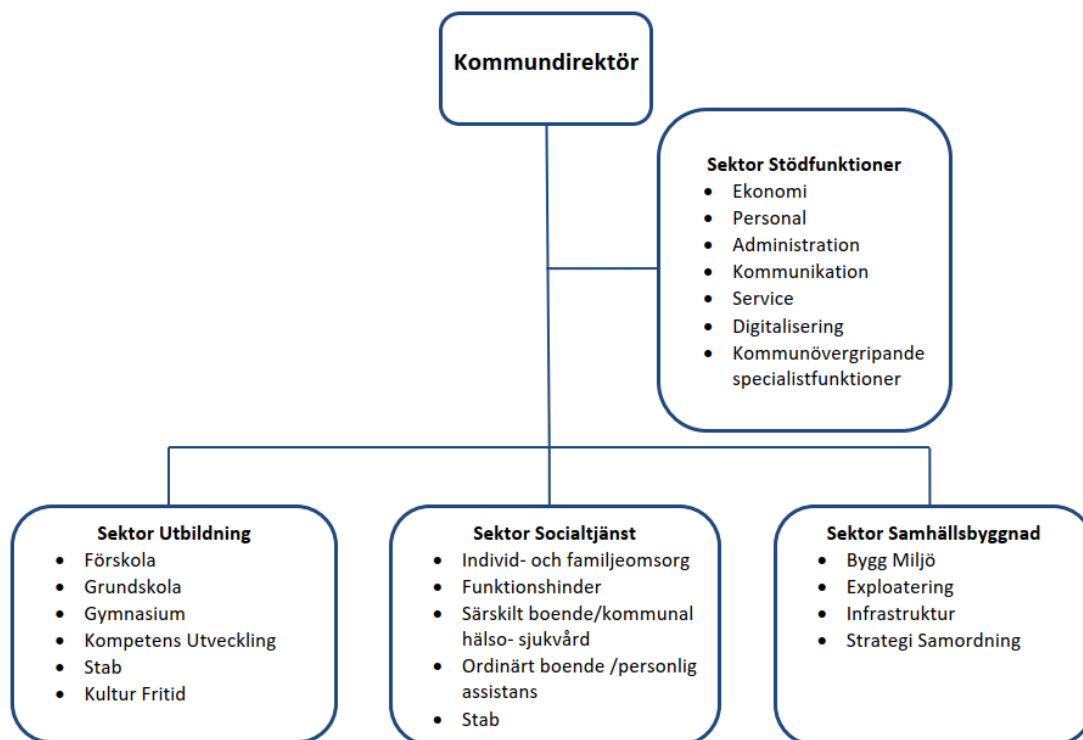 Kommundirektör
Sektor Stödfunktioner
• Ekonomi
• Personal
• Administration
• Kommunikation
• Service
• Digitalisering
• Kommunövergripande
specialistfunktioner
Sektor Utbildning
• Förskola
• Grundskola
• Gymnasium
• Kompetens Utveckling
• Stab
• Kultur Fritid
Sektor Socialtjänst
• Individ- och familjeomsorg
• Funktionshinder
• Särskilt boende/kommunal
hälso- sjukvård
• Ordinärt boende /personlig
assistans
• Stab
Sektor Samhällsbyggnad
• Bygg Miljö
• Exploatering
• Infrastruktur
• Strategi Samordning